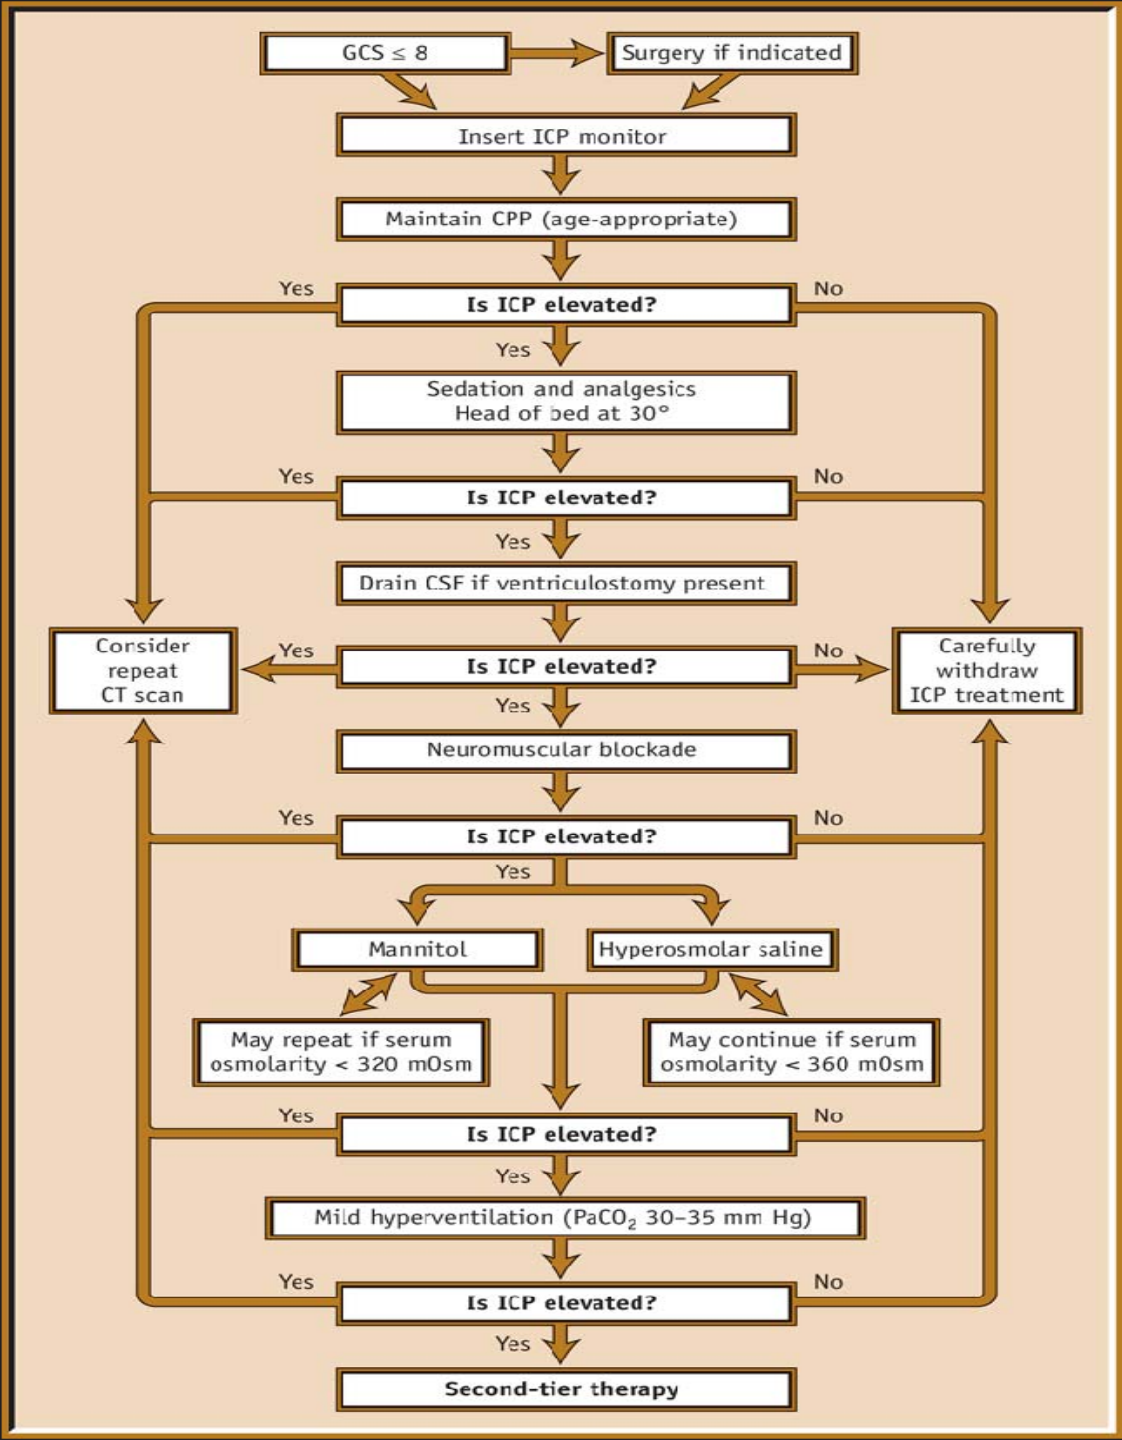 GCS ≤ 8
Surgery if indicated
Insert ICP monitor
Maintain CPP (age-appropriate)
Yes
Is ICP elevated?
No
Yes
Sedation and analgesics
Head of bed at 30°
Yes
Is ICP elevated?
No
Yes
Drain CSF if ventriculostomy present
Consider
repeat
CT scan
Yes
Is ICP elevated?
No
Carefully
withdraw
ICP treatment
Yes
Neuromuscular blockade
Yes
Is ICP elevated?
No
Yes
Mannitol
Hyperosmolar saline
May repeat if serum
osmolarity < 320 mOsm
May continue if serum
osmolarity < 360 mOsm
Yes
Is ICP elevated?
No
Yes
Mild hyperventilation (PaCO₂ 30–35 mm Hg)
Yes
Is ICP elevated?
No
Yes
Second-tier therapy